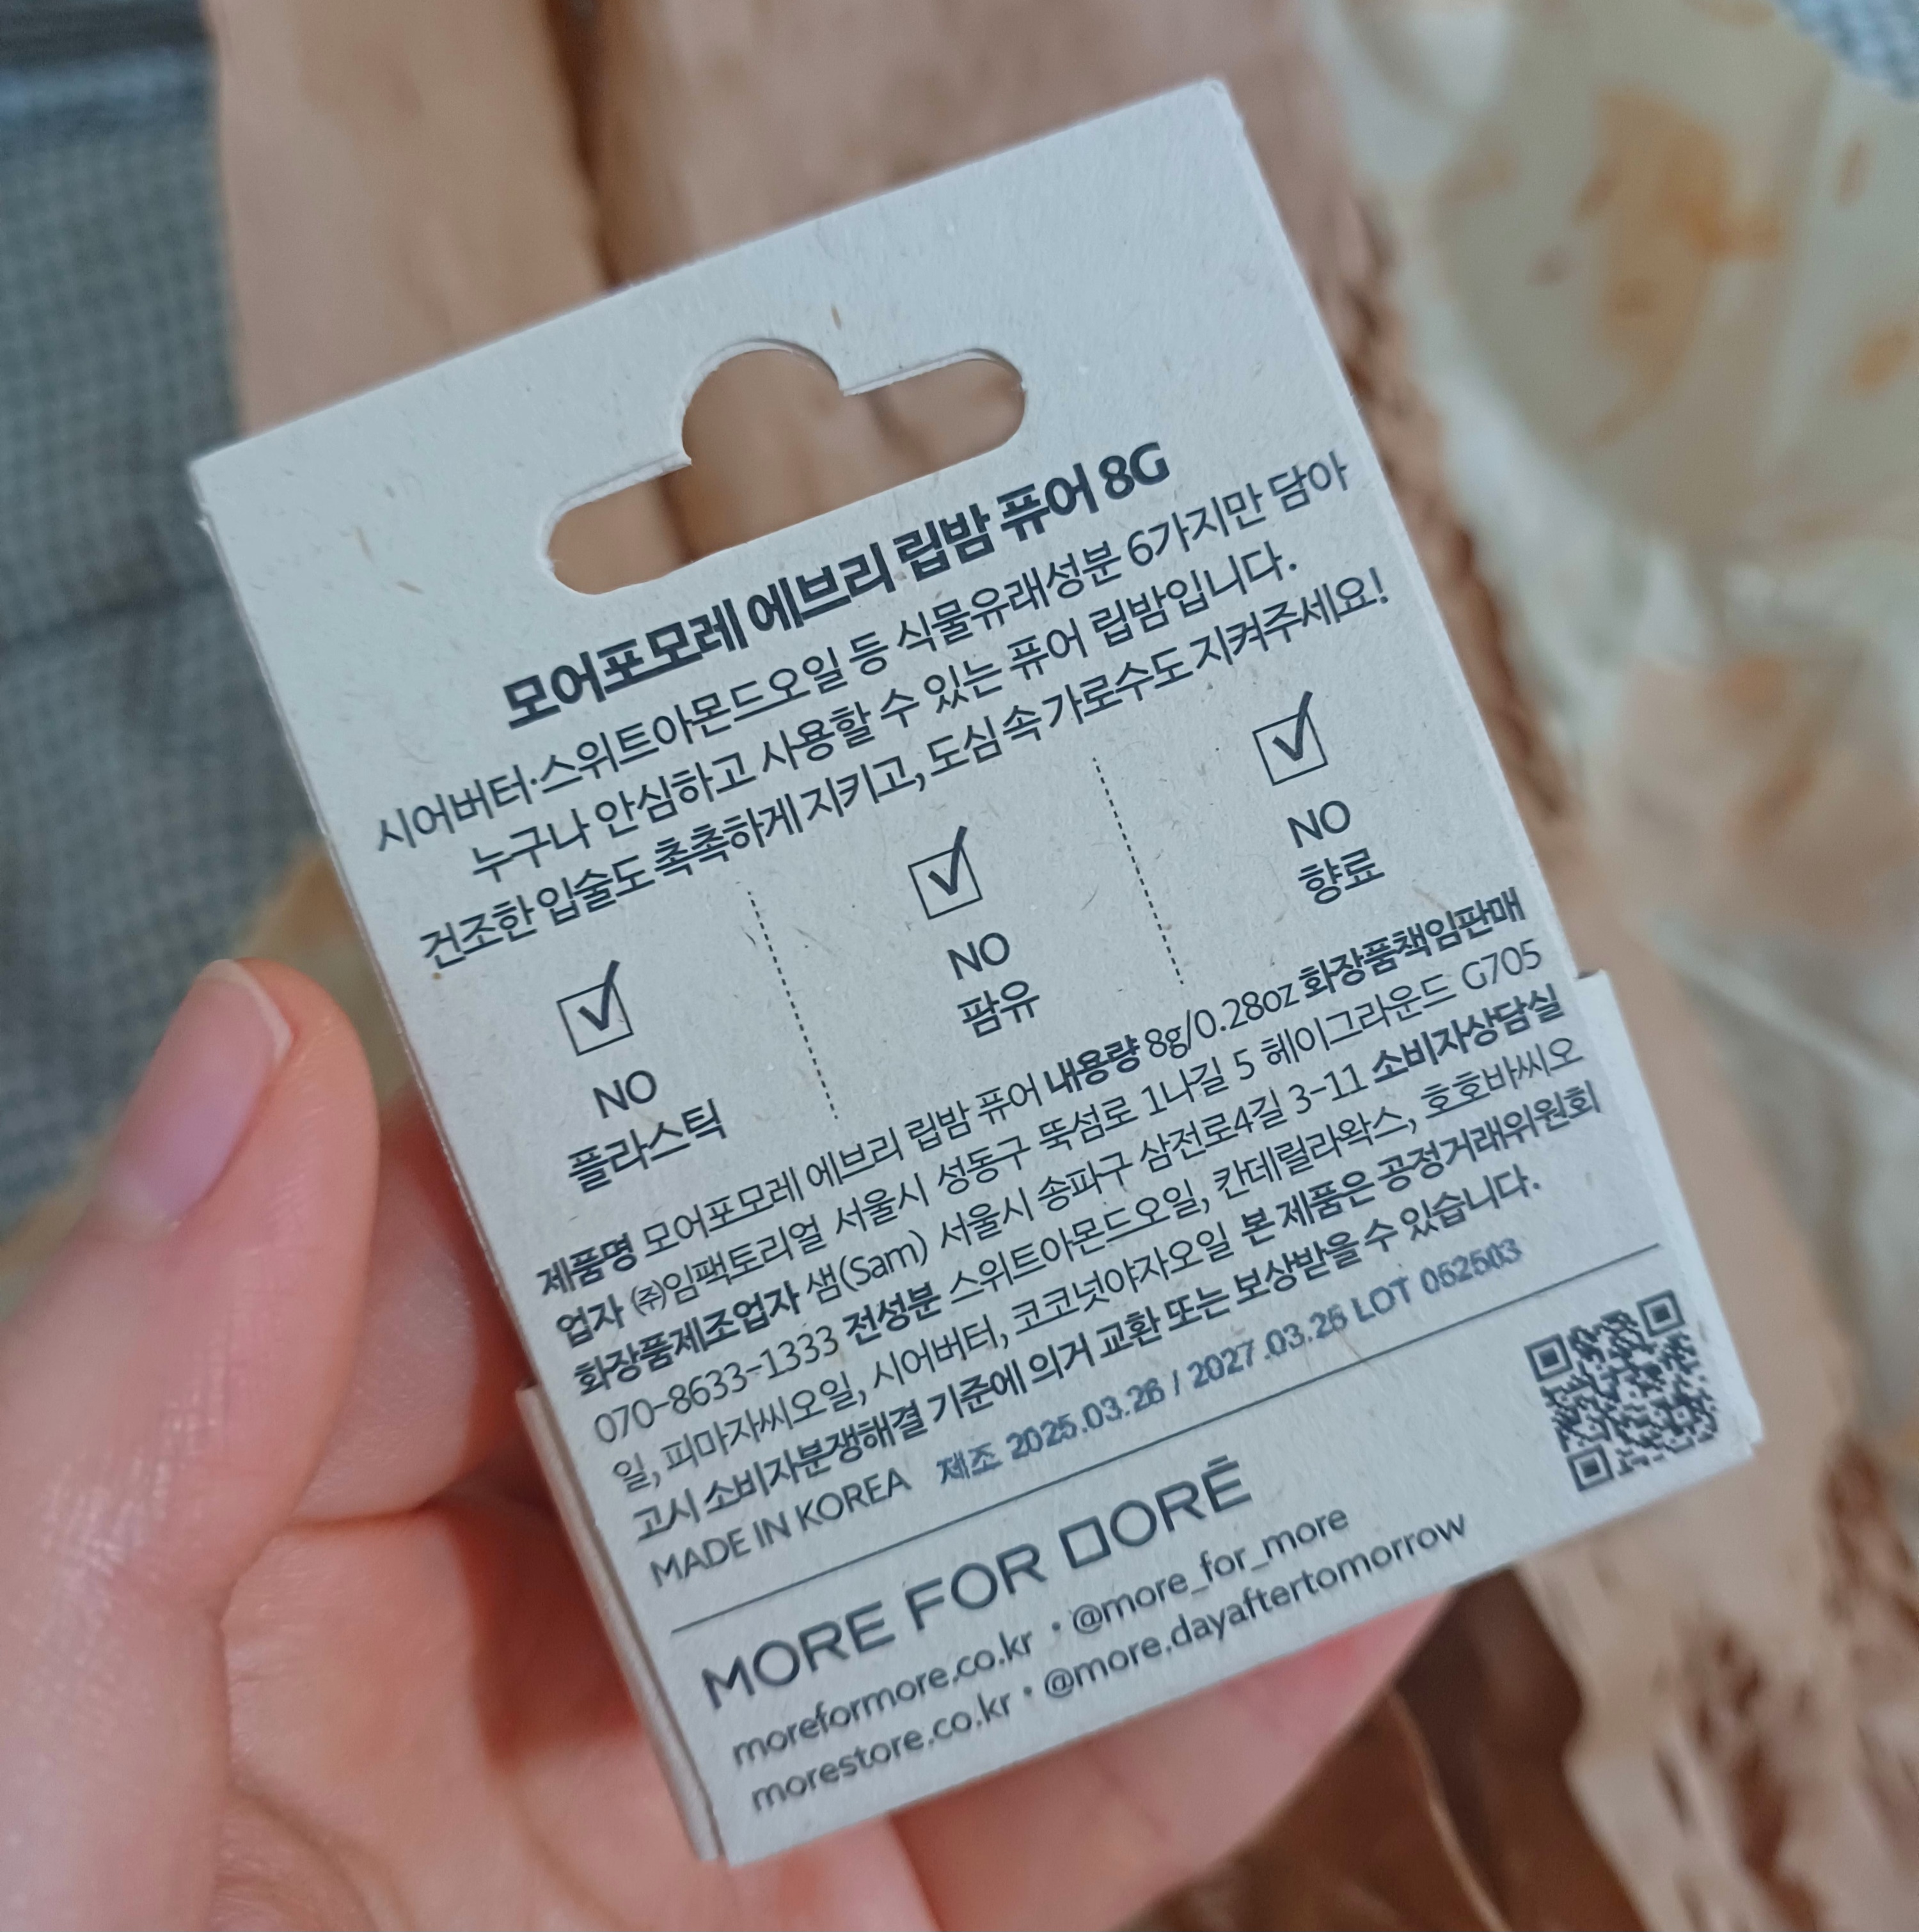 모어포모레 에브리 립밤 퓨어 8G
시어버터·스위트아몬드오일 등 식물유래성분 6가지만 담아
누구나 안심하고 사용할 수 있는 퓨어 립밤입니다.
건조한 입술도 촉촉하게 지키고, 도심 속 가로수도 지켜주세요!
NO
플라스틱
NO
팜유
NO
향료
제품명 모어포모레 에브리 립밤 퓨어 내용량 8g/0.28oz 화장품책임판매
업자 ㈜임팩토리얼 서울시 성동구 뚝섬로 1나길 5 헤이그라운드 G705
화장품제조업자 샘(Sam) 서울시 송파구 삼전로4길 3-11 소비자상담실
070-8633-1333 전성분 스위트아몬드오일, 칸데릴라왁스, 호호바씨오
일, 피마자씨오일, 시어버터, 코코넛야자오일 본 제품은 공정거래위원회
고시 소비자분쟁해결 기준에 의거 교환 또는 보상받을 수 있습니다.
MADE IN KOREA 제조 2025.03.26 / 2027.03.25 LOT 052503
MORE FOR ㅁORĒ
moreformore.co.kr · @more_for_more
morestore.co.kr · @more.dayaftertomorrow